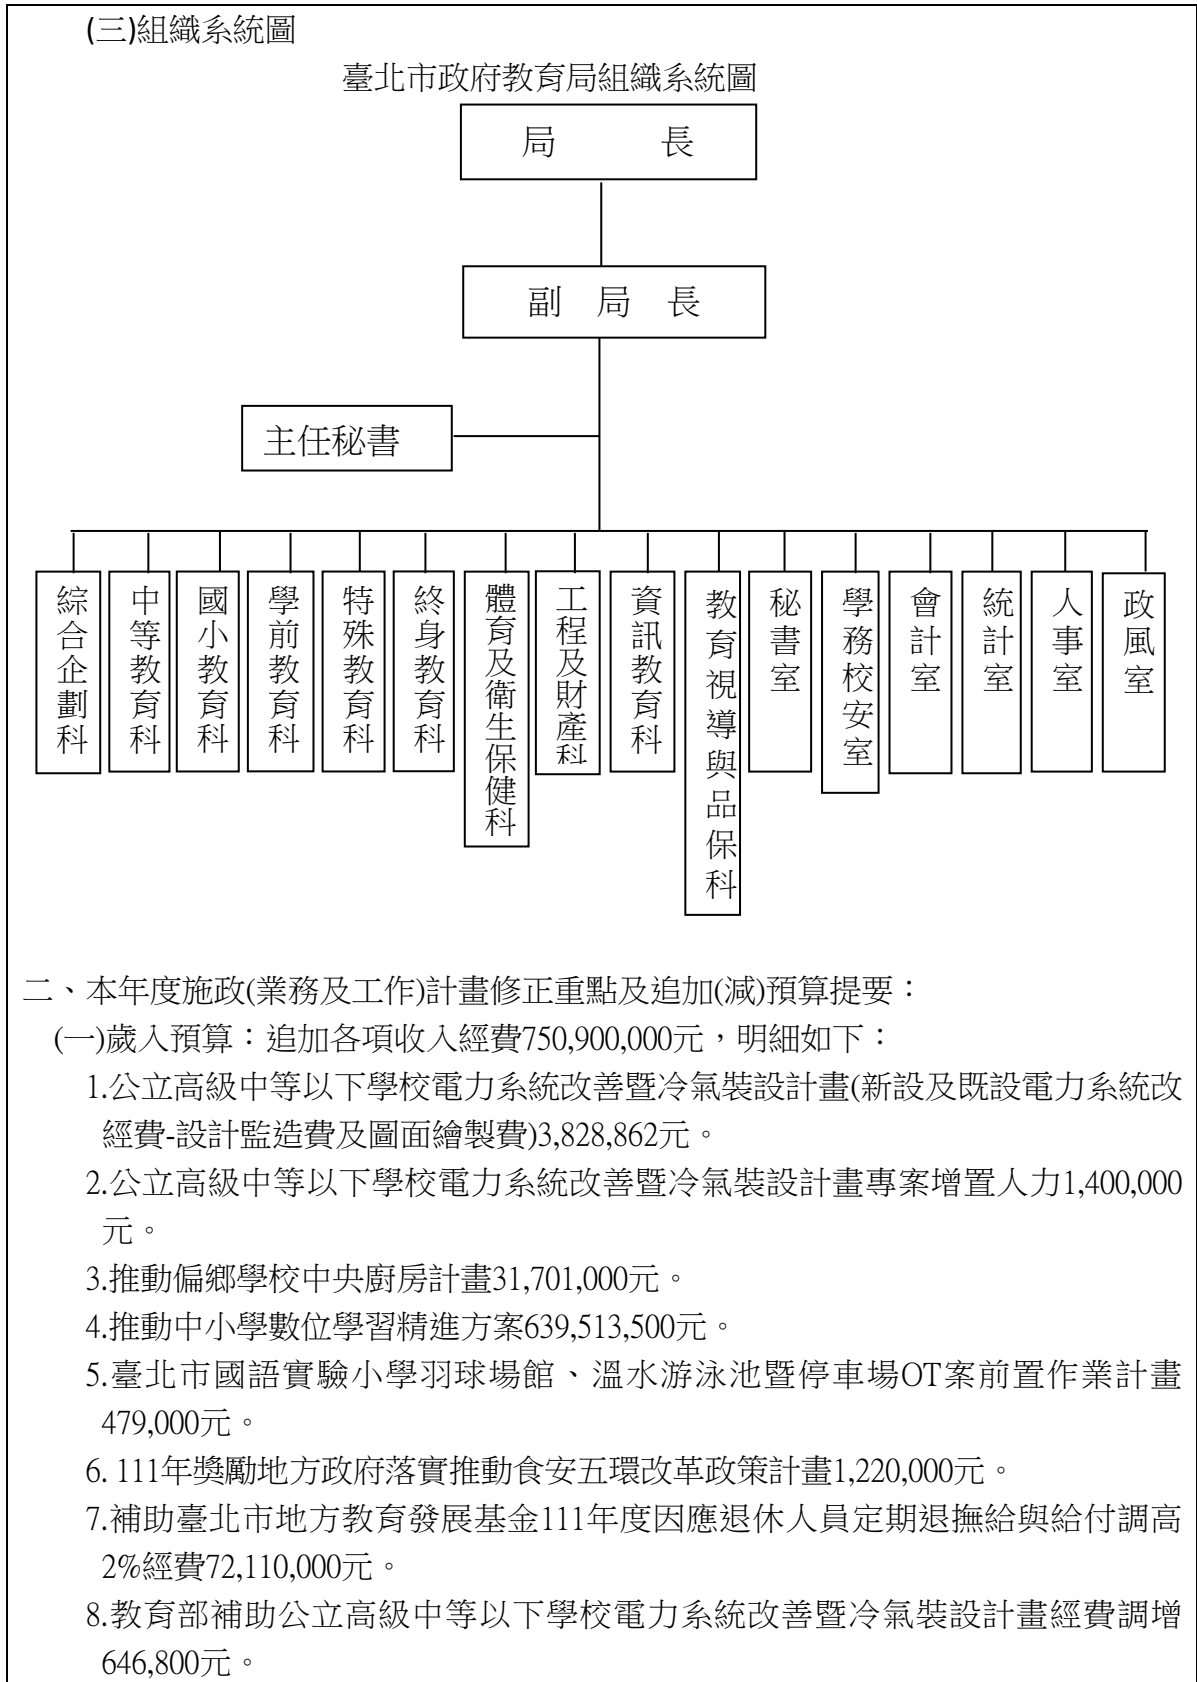 (三)組織系統圖
臺北市政府教育局組織系統圖
局　　　長
副　局　長
主任秘書
綜合企劃科
中等教育科
國小教育科
學前教育科
特殊教育科
終身教育科
體育及衛生保健科
工程及財產科
資訊教育科
教育視導與品保科
秘書室
學務校安室
會計室
統計室
人事室
政風室
二、本年度施政(業務及工作)計畫修正重點及追加(減)預算提要：
(一)歲入預算：追加各項收入經費750,900,000元，明細如下：
1.公立高級中等以下學校電力系統改善暨冷氣裝設計畫(新設及既設電力系統改
經費-設計監造費及圖面繪製費)3,828,862元。
2.公立高級中等以下學校電力系統改善暨冷氣裝設計畫專案增置人力1,400,000
元。
3.推動偏鄉學校中央廚房計畫31,701,000元。
4.推動中小學數位學習精進方案639,513,500元。
5.臺北市國語實驗小學羽球場館、溫水游泳池暨停車場OT案前置作業計畫
479,000元。
6. 111年獎勵地方政府落實推動食安五環改革政策計畫1,220,000元。
7.補助臺北市地方教育發展基金111年度因應退休人員定期退撫給與給付調高
2%經費72,110,000元。
8.教育部補助公立高級中等以下學校電力系統改善暨冷氣裝設計畫經費調增
646,800元。